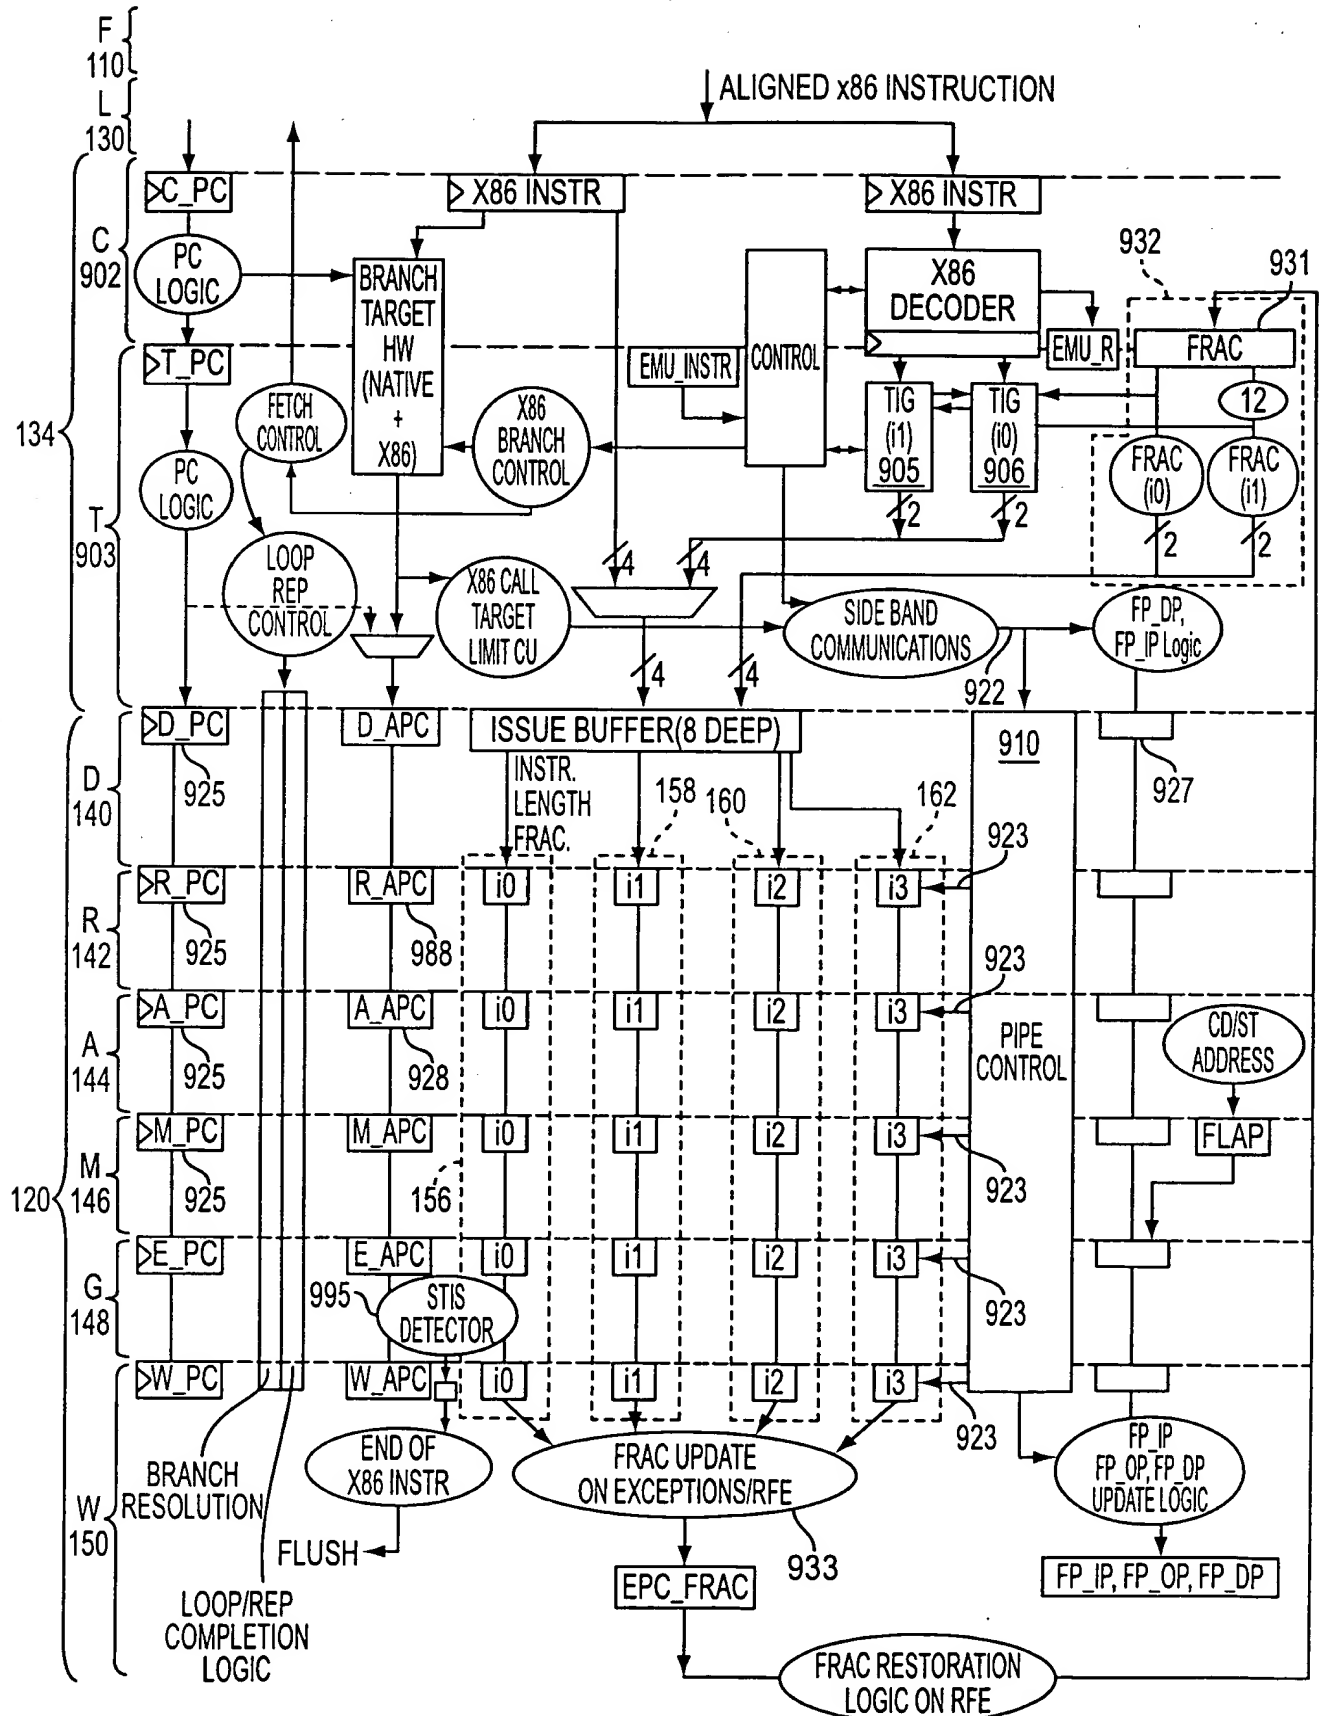 F
110
L
130
ALIGNED x86 INSTRUCTION
C_PC
X86 INSTR
X86 INSTR
C
902
PC
LOGIC
BRANCH
TARGET
HW
(NATIVE
+
X86)
CONTROL
X86
DECODER
932
931
EMU_R
FRAC
T_PC
EMU_INSTR
134
FETCH
CONTROL
X86
BRANCH
CONTROL
TIG
(i1)
905
TIG
(i0)
906
12
FRAC
(i0)
FRAC
(i1)
PC
LOGIC
2
2
2
2
T
903
LOOP
REP
CONTROL
4
4
X86 CALL
TARGET
LIMIT CU
SIDE BAND
COMMUNICATIONS
FP_DP,
FP_IP Logic
4
4
922
D_PC
D_APC
ISSUE BUFFER(8 DEEP)
910
D
140
925
INSTR.
LENGTH
FRAC.
158
160
162
927
923
R_PC
R_APC
i0
i1
i2
i3
R
142
925
988
923
A_PC
A_APC
i0
i1
i2
i3
A
144
925
928
PIPE
CONTROL
CD/ST
ADDRESS
M_PC
M_APC
i0
i1
i2
i3
FLAP
120
M
146
925
156
923
E_PC
E_APC
i0
i1
i2
i3
G
148
995
STIS
DETECTOR
923
W_PC
W_APC
i0
i1
i2
i3
923
BRANCH
RESOLUTION
END OF
X86 INSTR
FRAC UPDATE
ON EXCEPTIONS/RFE
FP_IP
FP_OP, FP_DP
UPDATE LOGIC
W
150
FLUSH
933
EPC_FRAC
FP_IP, FP_OP, FP_DP
LOOP/REP
COMPLETION
LOGIC
FRAC RESTORATION
LOGIC ON RFE